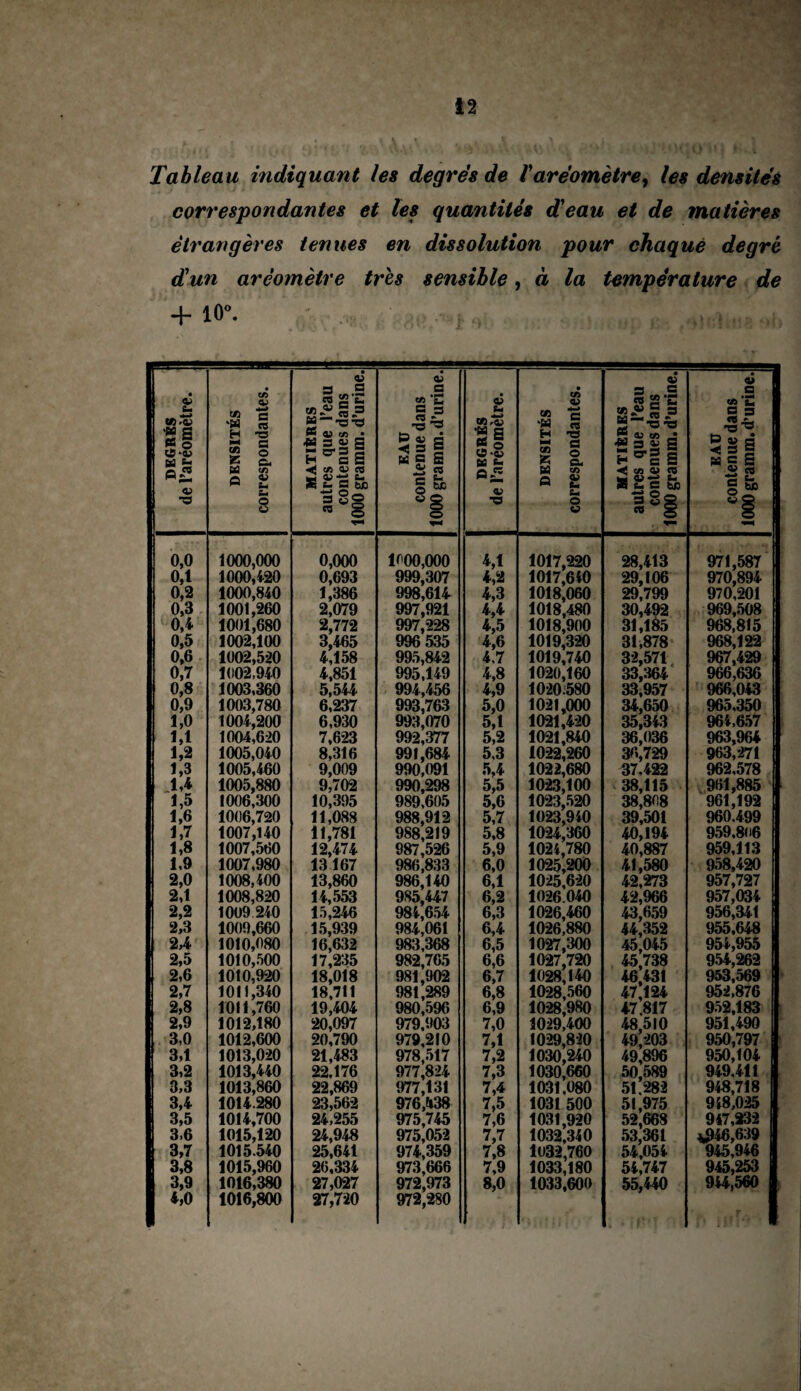 12
Tableau indiquant les degrés de l'aréomètre, les densités
correspondantes et les quantités d'eau et de matières
étrangères tenues en dissolution pour chaque degré
d'un aréomètre très sensible, à la température de
+ 10°.
DEGRÉS de l'aréomètre. DENSITÉS correspondantes. MATIÈRES autres que l'eau contenues dans 1000 gramm. d'urine. EAU contenue dans 1000 gramm. d'urine. DEGRÉS de l'aréomètre. DENSITÉS correspondantes. MATIÈRES autres que l'eau contenues dans 1000 gramm. d'urine. EAU contenue dans 1000 gramm. d'urine.
0,0 1000,000 0,000 1000,000 4,1 1017,220 28,413 971,587
0,1 1000,420 0,693 999,307 4,2 1017,640 29,106 970,894
0,2 1000,840 1,386 998,614 4,3 1018,060 29,799 970.201
0,3 1001,260 2,079 997,921 4,4 1018,480 30,492 969,508
0,4 1001,680 2,772 997,228 4,5 1018,900 31,185 968,815
0,5 1002,100 3,465 996 535 4,6 1019,320 31,878 968,122
0,6 1002,520 4,158 995,842 4.7 1019,740 32,571 967,429
0,7 1002.940 4,851 995,149 4,8 1020,160 33,364 966,636
0,8 1003,360 5,544 994,456 4,9 1020.580 33,957 966,043
0,9 1003,780 6,237 993,763 5,0 1021,000 34,650 965,350
1,0 1004,200 6,930 993,070 5,1 1021,420 35,343 964,657
1,1 1004,620 7,623 992,377 5,2 1021,840 36,036 963,964
1,2 1005,040 8,316 991,684 5,3 1022,260 36,729 963,271
1,3 1005,460 9,009 990,091 5,4 1022,680 37,422 962.578
1,4 1005,880 9,702 990,298 5,5 1023,100 38,115 961,885
1,5 1006,300 10,395 989,605 5,6 1023,520 38,808 961,192
1,6 1006,720 11,088 988,912 5,7 1023,940 39,501 960.499
1,7 1007,140 11,781 988,219 5,8 1024,360 40,194 959,806
1,8 1007,560 12,474 987,526 5,9 1024,780 40,887 959,113
1.9 1007,980 13 167 986,833 6,0 1025,200 41,580 958,420
2,0 1008,400 13,860 986,140 6,1 1025,620 42,273 957,727
2,1 1008,820 14,553 985,447 6,2 1026.040 42,966 957,034
2,2 1009 240 15,246 984,654 6,3 1026,460 43,659 956,341
2,3 1009,660 15,939 984,061 6,4 1026,880 44,352 955,648
2,4 1010,080 16,632 983,368 6,5 1027,300 45,045 954,955
2,5 1010,500 17,235 982,765 6,6 1027,720 45,738 954,262
2,6 1010,920 18,018 981,902 6,7 1028,140 46,431 953,569
2,7 1011,340 18,711 981,289 6,8 1028,560 47,124 952,876
2,8 1011,760 19,404 980,596 6,9 1028,980 47,817 952,183
2,9 1012,180 20,097 979,903 7,0 1029,400 48,510 951,490
3,0 1012,600 20,790 979,210 7,1 1029,820 49,203 950,797
3,1 1013,020 21,483 978,517 7,2 1030,240 49,896 950,104
3,2 1013,440 22,176 977,824 7,3 1030,660 50,589 949,411
3,3 1013,860 22,869 977,131 7,4 1031,080 51,282 948,718
3,4 1014.280 23,562 976,438 7,5 1031 500 51,975 948,025
3,5 1014,700 24,255 975,745 7,6 1031,920 52,668 947,232
3,6 1015,120 24,948 975,052 7,7 1032,340 53,361 946,639
3,7 1015.540 25,641 974,359 7,8 1032,760 54,054 945,946
3,8 1015,960 26,334 973,666 7,9 1033,180 54,747 945,253
3,9 1016,380 27,027 972,973 8,0 1033,600 55,440 944,560
4,0 1016,800 27,720 972,280